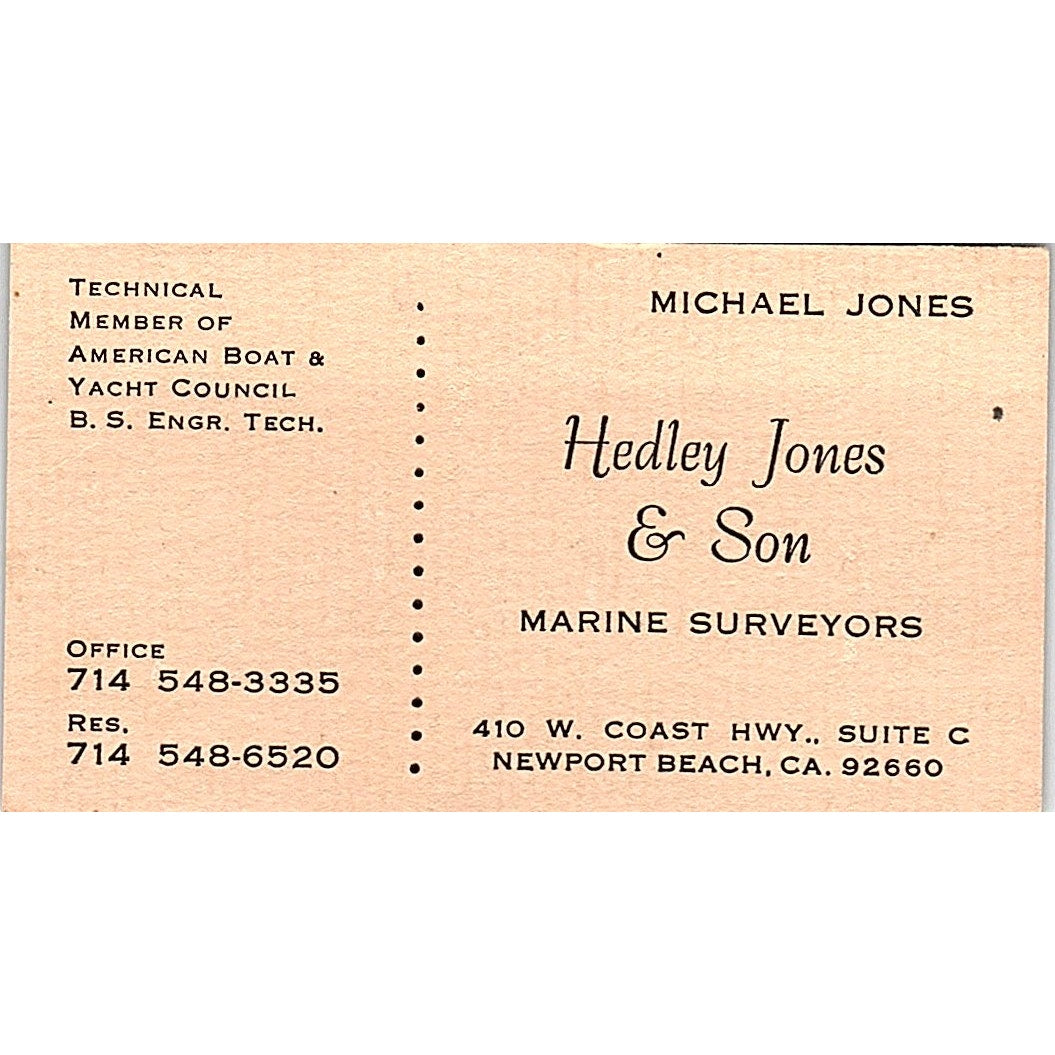 TECHNICAL
MEMBER OF
AMERICAN BOAT &
YACHT COUNCIL
B. S. ENGR. TECH.
OFFICE
714 548-3335
RES.
714 548-6520
MICHAEL JONES
Hedley Jones
& Son
MARINE SURVEYORS
410 W. COAST HWY., SUITE C
NEWPORT BEACH, CA. 92660